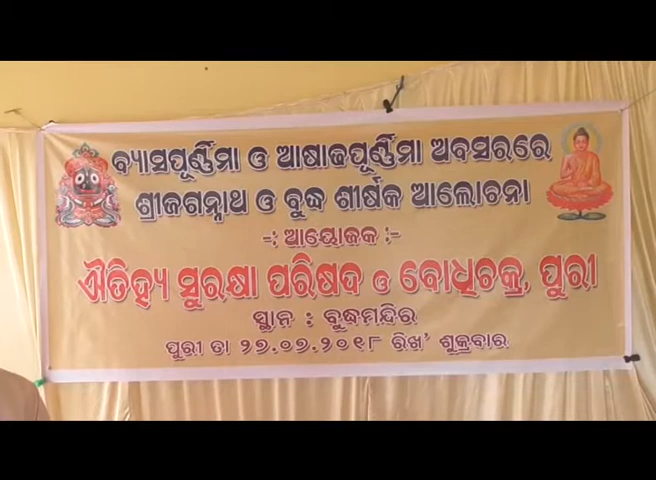 ବ୍ୟାସପୂର୍ଣ୍ଣିମା ଓ ଆଷାଢପୂର୍ଣ୍ଣିମା ଅବସରରେ
ଶ୍ରୀଜଗନ୍ନାଥ ଓ ବୁଦ୍ଧ ଶୀର୍ଷକ ଆଲୋଚନା
-: ଆୟୋଜକ :-
ଐତିହ୍ୟ ସୁରକ୍ଷା ପରିଷଦ ଓ ବୋଧିଚକ୍ର, ପୁରୀ
ସ୍ଥାନ : ବୁଦ୍ଧମନ୍ଦିର
ପୁରୀ ତା ୨୭.୦୭.୨୦୧୮ ରିଖ' ଶୁକ୍ରବାର